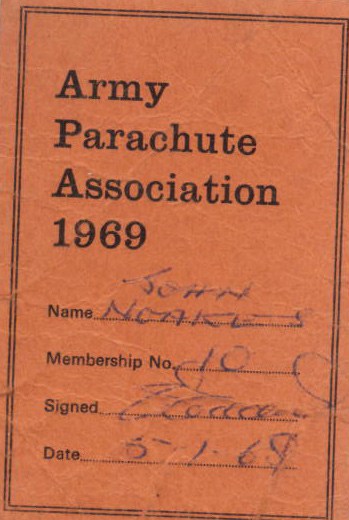 Army
Parachute
Association
1969
JOHN
Name NOAKES
Membership No. 10
Signed
Date 5-1-69